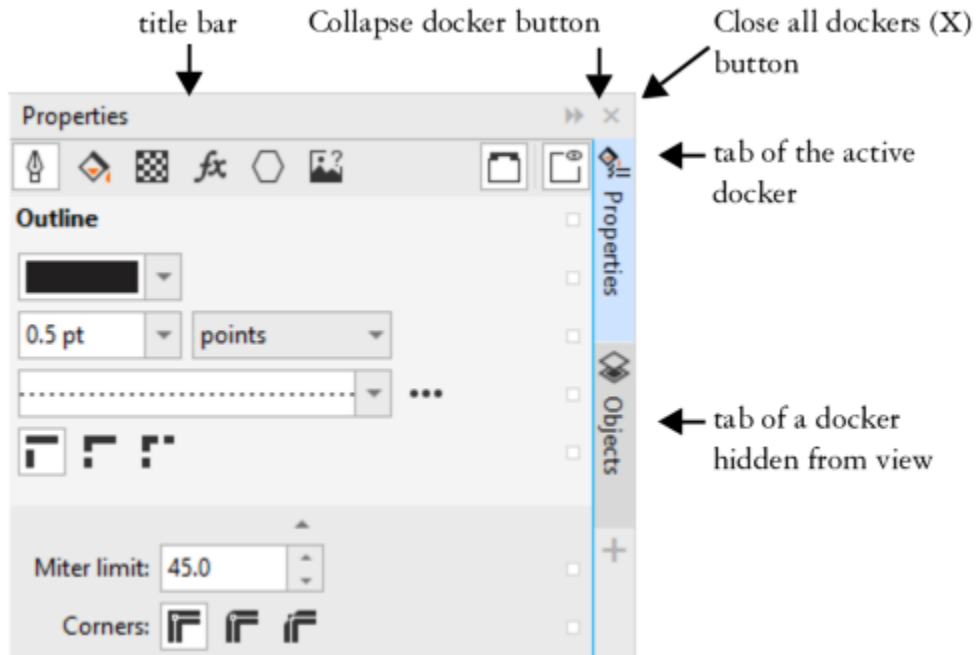 title bar
Collapse docker button
Close all dockers (X)
button
Properties
tab of the active
docker
Properties
Outline
0.5 pt
points
Objects
tab of a docker
hidden from view
Miter limit: 45.0
Corners: